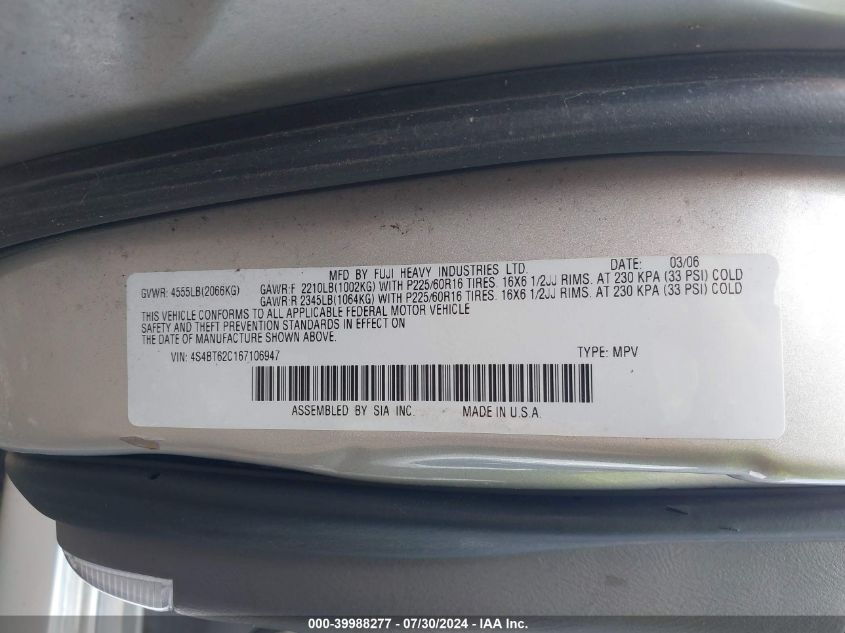 MFD BY FUJI HEAVY INDUSTRIES LTD. DATE: 03/06
GVWR: 4555LB(2066KG) GAWR:F 2210LB(1002KG) WITH P225/60R16 TIRES. 16X6 1/2JJ RIMS. AT 230 KPA (33 PSI) COLD
GAWR:R 2345LB(1064KG) WITH P225/60R16 TIRES. 16X6 1/2JJ RIMS. AT 230 KPA (33 PSI) COLD
THIS VEHICLE CONFORMS TO ALL APPLICABLE FEDERAL MOTOR VEHICLE
SAFETY AND THEFT PREVENTION STANDARDS IN EFFECT ON
THE DATE OF MANUFACTURE SHOWN ABOVE.
VIN: 4S4BT62C167106947 TYPE: MPV
ASSEMBLED BY SIA INC. MADE IN U.S.A.
000-39988277 - 07/30/2024 - IAA Inc.